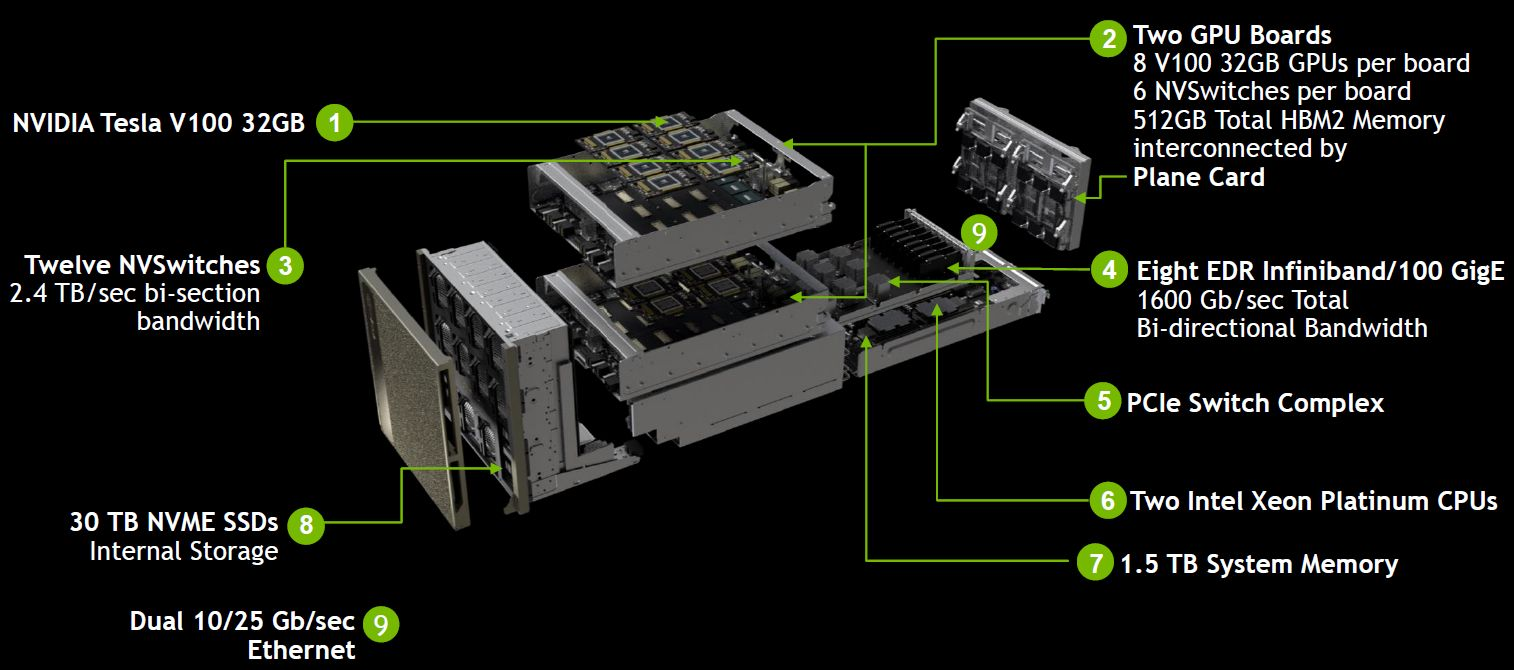 NVIDIA Tesla V100 32GB 1
2 Two GPU Boards
8 V100 32GB GPUs per board
6 NVSwitches per board
512GB Total HBM2 Memory
interconnected by
Plane Card
Twelve NVSwitches 3
2.4 TB/sec bi-section
bandwidth
9
4 Eight EDR Infiniband/100 GigE
1600 Gb/sec Total
Bi-directional Bandwidth
5 PCIe Switch Complex
6 Two Intel Xeon Platinum CPUs
7 1.5 TB System Memory
30 TB NVME SSDs 8
Internal Storage
Dual 10/25 Gb/sec 9
Ethernet